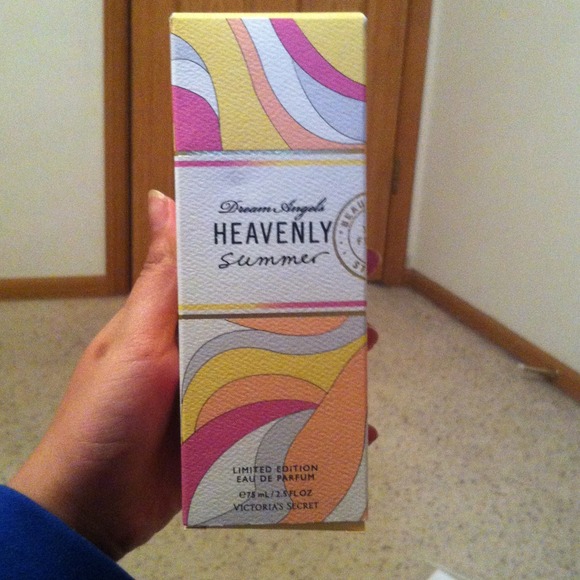 Dream Angels
HEAVENLY
summer
LIMITED EDITION
EAU DE PARFUM
℮75 mL/2.5 FL OZ
VICTORIA'S SECRET